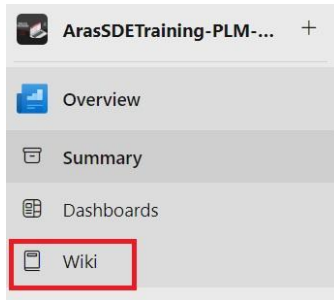 ArasSDETraining-PLM-... +
Overview
Summary
Dashboards
Wiki